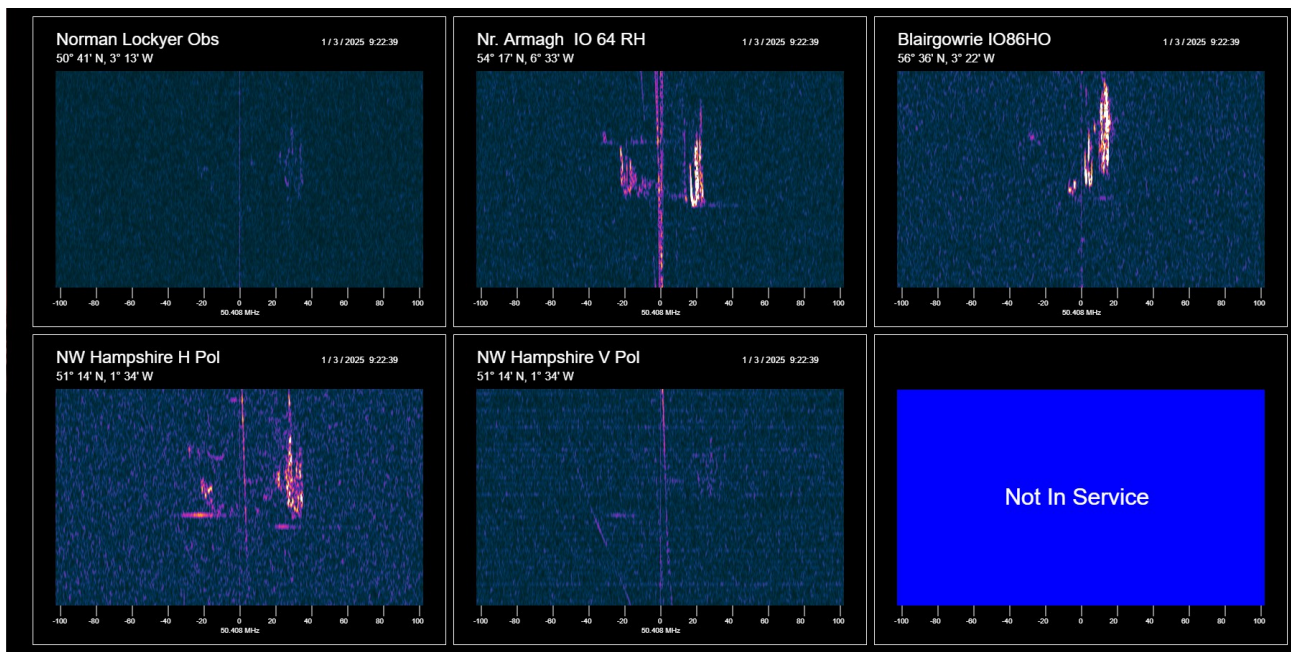 Norman Lockyer Obs 1 / 3 / 2025 9:22:39
50° 41' N, 3° 13' W
-100 -80 -60 -40 -20 0 20 40 60 80 100
50.408 MHz
Nr. Armagh IO 64 RH 1 / 3 / 2025 9:22:39
54° 17' N, 6° 33' W
-100 -80 -60 -40 -20 0 20 40 60 80 100
50.408 MHz
Blairgowrie IO86HO 1 / 3 / 2025 9:22:39
56° 36' N, 3° 22' W
-100 -80 -60 -40 -20 0 20 40 60 80 100
50.408 MHz
NW Hampshire H Pol 1 / 3 / 2025 9:22:39
51° 14' N, 1° 34' W
-100 -80 -60 -40 -20 0 20 40 60 80 100
50.408 MHz
NW Hampshire V Pol 1 / 3 / 2025 9:22:39
51° 14' N, 1° 34' W
-100 -80 -60 -40 -20 0 20 40 60 80 100
50.408 MHz
Not In Service
-100 -80 -60 -40 -20 0 20 40 60 80 100
50.408 MHz